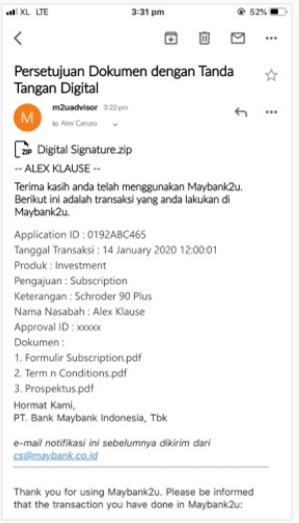 XL LTE 3:31 pm 52%
Persetujuan Dokumen dengan Tanda
Tangan Digital
M
m2uadvisor 3:22 pm
to Alex Caruso
ZIP Digital Signature.zip
-- ALEX KLAUSE --
Terima kasih anda telah menggunakan Maybank2u.
Berikut ini adalah transaksi yang anda lakukan di
Maybank2u.
Application ID : 0192ABC465
Tanggal Transaksi : 14 January 2020 12:00:01
Produk : Investment
Pengajuan : Subscription
Keterangan : Schroder 90 Plus
Nama Nasabah : Alex Klause
Approval ID : xxxxx
Dokumen :
1. Formulir Subscription.pdf
2. Term n Conditions.pdf
3. Prospektus.pdf
Hormat Kami,
PT. Bank Maybank Indonesia, Tbk
e-mail notifikasi ini sebelumnya dikirim dari
cs@maybank.co.id
Thank you for using Maybank2u. Please be informed
that the transaction you have done in Maybank2u: